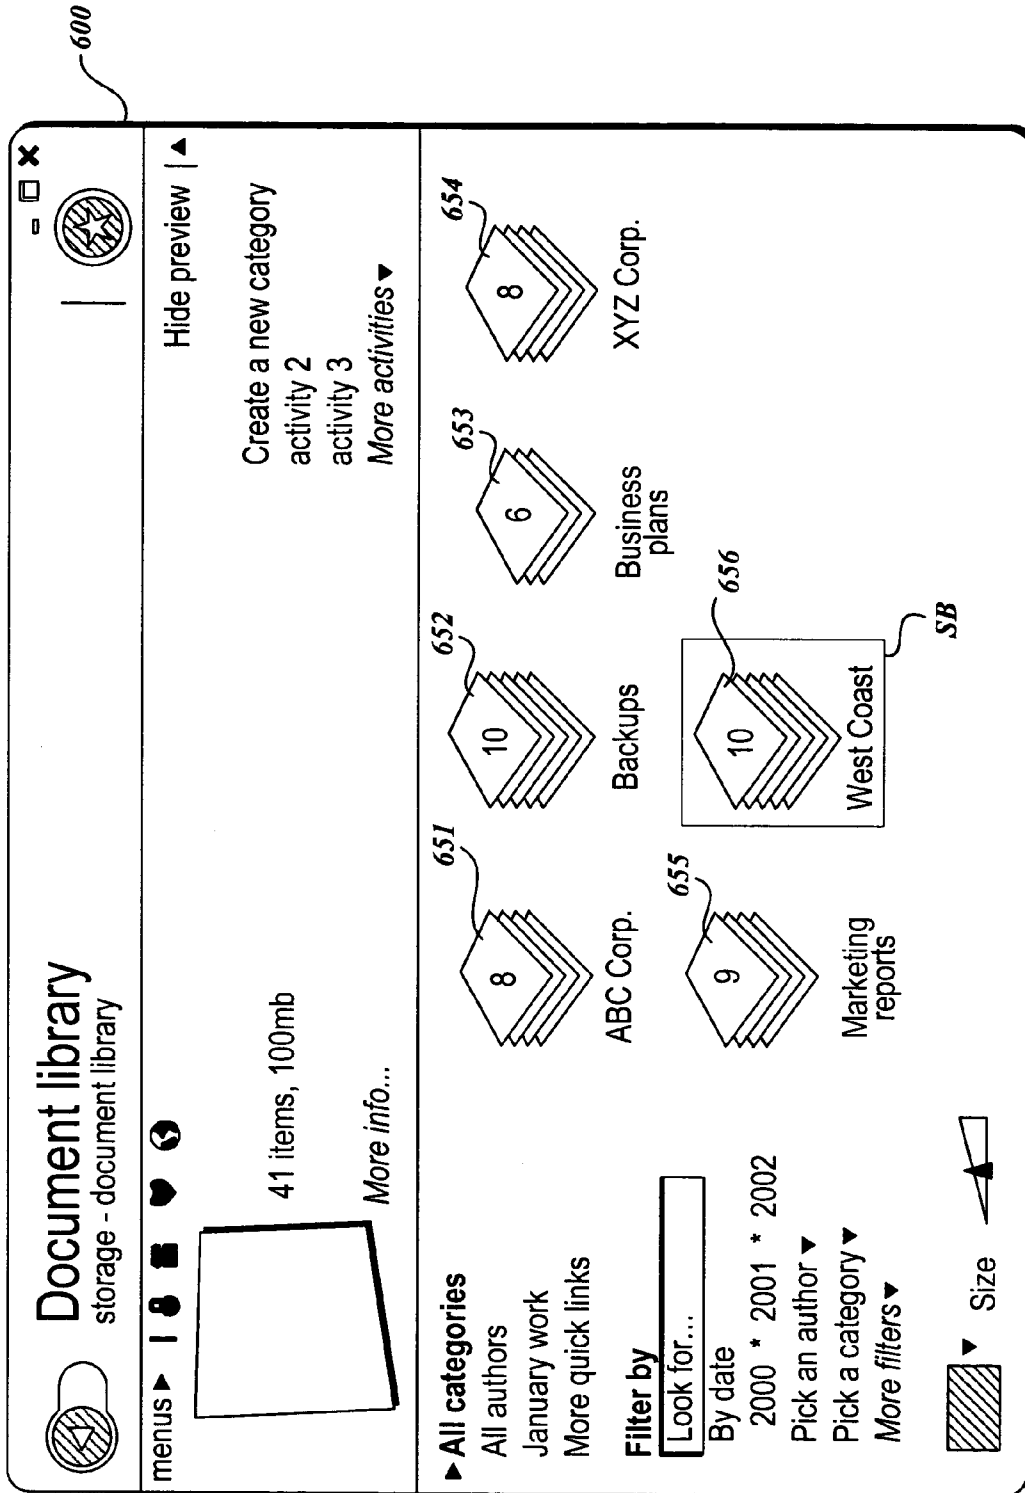 600
Document library
storage - document library
menus
Hide preview
41 items, 100mb
More info...
Create a new category
activity 2
activity 3
More activities
All categories
All authors
January work
More quick links
Filter by
Look for...
By date
2000 * 2001 * 2002
Pick an author
Pick a category
More filters
Size
651
8
ABC Corp.
652
10
Backups
653
6
Business
plans
654
8
XYZ Corp.
655
9
Marketing
reports
656
10
West Coast
SB